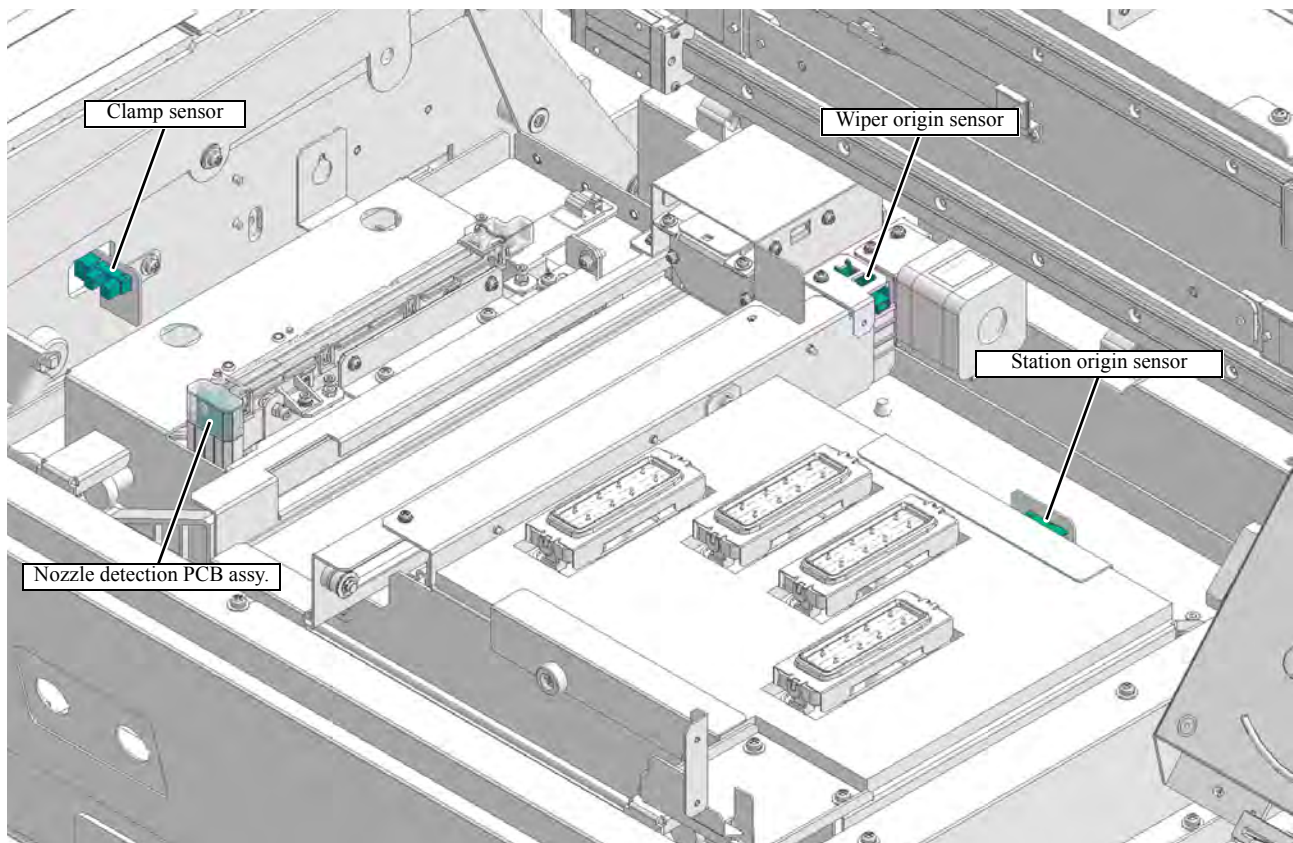 Clamp sensor
Wiper origin sensor
Station origin sensor
Nozzle detection PCB assy.